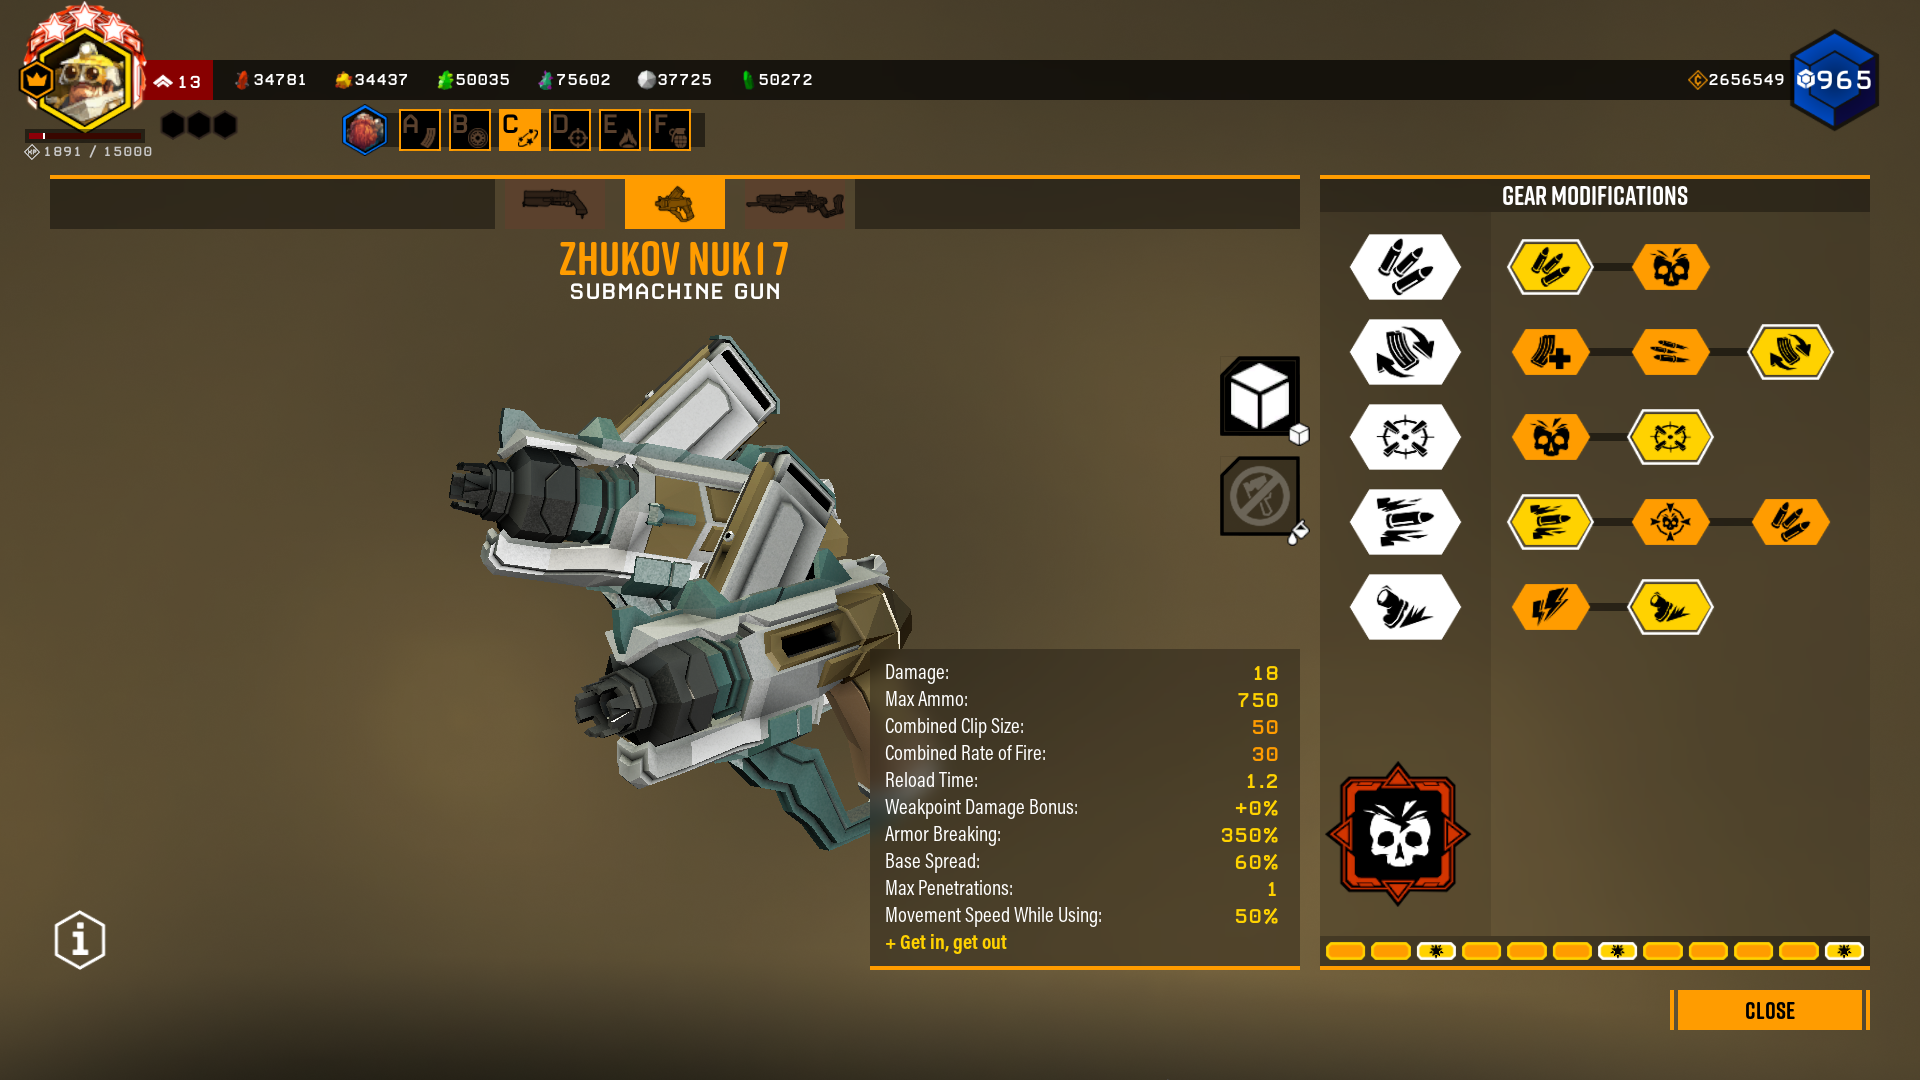 13
34781
34437
50035
75602
37725
50272
2656549
965
1891 / 15000
A
B
C
D
E
F
ZHUKOV NUK17
SUBMACHINE GUN
GEAR MODIFICATIONS
Damage: 18
Max Ammo: 750
Combined Clip Size: 50
Combined Rate of Fire: 30
Reload Time: 1.2
Weakpoint Damage Bonus: +0%
Armor Breaking: 350%
Base Spread: 60%
Max Penetrations: 1
Movement Speed While Using: 50%
+ Get in, get out
CLOSE